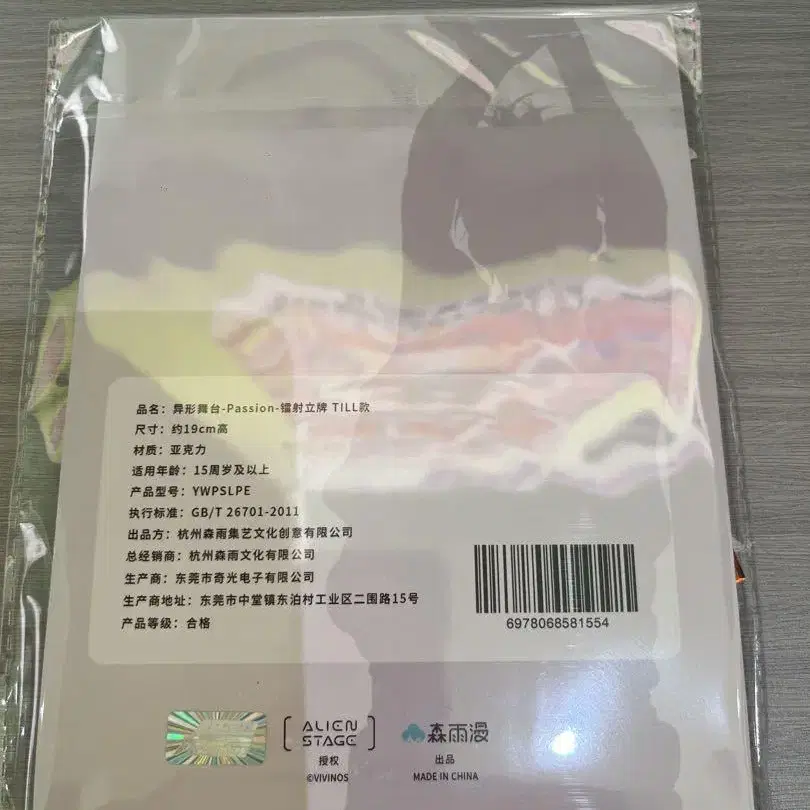 品名：异形舞台-Passion-镭射立牌 TILL款
尺寸：约19cm高
材质：亚克力
适用年龄：15周岁及以上
产品型号：YWPSLPE
执行标准：GB/T 26701-2011
出品方：杭州森雨集艺文化创意有限公司
总经销商：杭州森雨文化有限公司
生产商：东莞市奇光电子有限公司
生产商地址：东莞市中堂镇东泊村工业区二围路15号
产品等级：合格
6978068581554
ALIEN STAGE
授权
©VIVINOS
森雨漫
出品
MADE IN CHINA